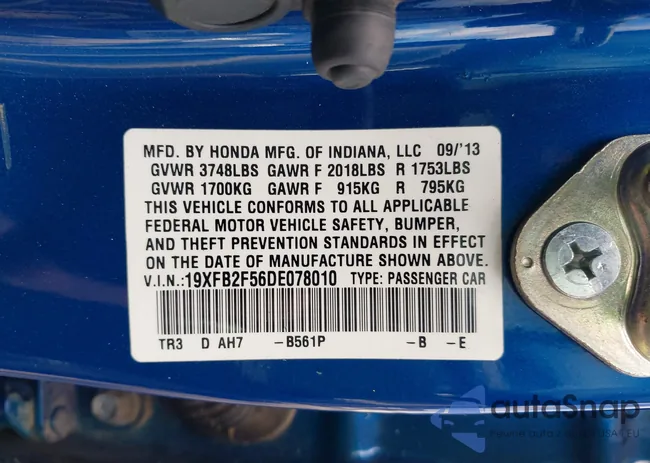 MFD. BY HONDA MFG. OF INDIANA, LLC 09/'13
GVWR 3748LBS GAWR F 2018LBS R 1753LBS
GVWR 1700KG GAWR F 915KG R 795KG
THIS VEHICLE CONFORMS TO ALL APPLICABLE
FEDERAL MOTOR VEHICLE SAFETY, BUMPER,
AND THEFT PREVENTION STANDARDS IN EFFECT
ON THE DATE OF MANUFACTURE SHOWN ABOVE.
V.I.N.:19XFB2F56DE078010 TYPE: PASSENGER CAR
TR3 D AH7 -B561P -B -E
autaSnap